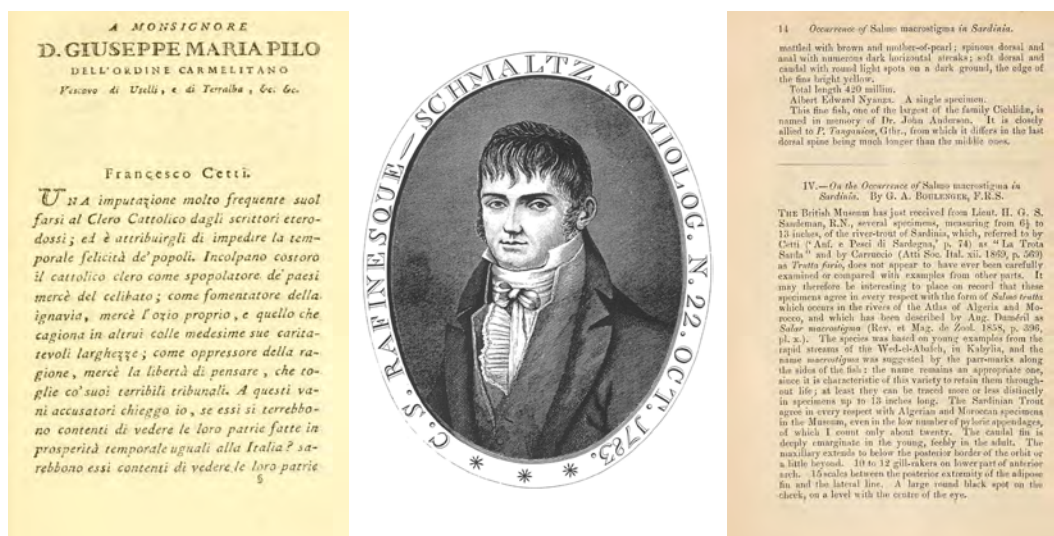 A MONSIGNORE
D. GIUSEPPE MARIA PILO
DELL'ORDINE CARMELITANO
Vescovo di Uselli, e di Terralba, &c. &c.
Francesco Cetti.
UNA imputazione molto frequente suol
farsi al Clero Cattolico dagli scrittori etero-
dossi; ed è attribuirgli di impedire la tem-
porale felicità de' popoli. Incolpano costoro
il cattolico clero come spopolatore de' paesi
mercè del celibato; come fomentatore della
ignavia, mercè l'ozio proprio, e quello che
cagiona in altrui colle medesime sue carita-
tevoli larghezze; come oppressore della ra-
gione, mercè la libertà di pensare, che to-
glie co' suoi terribili tribunali. A questi va-
ni accusatori chieggo io, se essi si terrebbo-
no contenti di vedere le loro patrie fatte in
prosperità temporale uguali alla Italia? sa-
rebbono essi contenti di vedere le loro patrie
§
C. S. RAFINESQUE—SCHMALTZ SOMIOLOG. N. 22. OCT. 1783.
14 Occurrence of Salmo macrostigma in Sardinia.
mottled with brown and mother-of-pearl; spinous dorsal and
anal with numerous dark horizontal streaks; soft dorsal and
caudal with round light spots on a dark ground, the edge of
the fins bright yellow.
Total length 420 millim.
Albert Edward Nyanza. A single specimen.
This fine fish, one of the largest of the family Cichlidæ, is
named in memory of Dr. John Anderson. It is closely
allied to P. Tanganicæ, Gthr., from which it differs in the last
dorsal spine being much longer than the middle ones.
IV.—On the Occurrence of Salmo macrostigma in
Sardinia. By G. A. BOULENGER, F.R.S.
THE British Museum has just received from Lieut. H. G. S.
Sandeman, R.N., several specimens, measuring from 6½ to
13 inches, of the river-trout of Sardinia, which, referred to by
Cetti ('Anf. e Pesci di Sardegna,' p. 74) as "La Trota
Sarda" and by Carruccio (Atti Soc. Ital. xii. 1869, p. 569)
as Trutta fario, does not appear to have ever been carefully
examined or compared with examples from other parts. It
may therefore be interesting to place on record that these
specimens agree in every respect with the form of Salmo trutta
which occurs in the rivers of the Atlas of Algeria and Mo-
rocco, and which has been described by Aug. Duméril as
Salar macrostigma (Rev. et Mag. de Zool. 1858, p. 396,
pl. x.). The species was based on young examples from the
rapid streams of the Wed-el-Abaïch, in Kabylia, and the
name macrostigma was suggested by the parr-marks along
the sides of the fish: the name remains an appropriate one,
since it is characteristic of this variety to retain them through-
out life; at least they can be traced more or less distinctly
in specimens up to 13 inches long. The Sardinian Trout
agree in every respect with Algerian and Moroccan specimens
in the Museum, even in the low number of pyloric appendages,
of which I count only about twenty. The caudal fin is
deeply emarginate in the young, feebly in the adult. The
maxillary extends to below the posterior border of the orbit or
a little beyond. 10 to 12 gill-rakers on lower part of anterior
arch. 15 scales between the posterior extremity of the adipose
fin and the lateral line. A large round black spot on the
cheek, on a level with the centre of the eye.